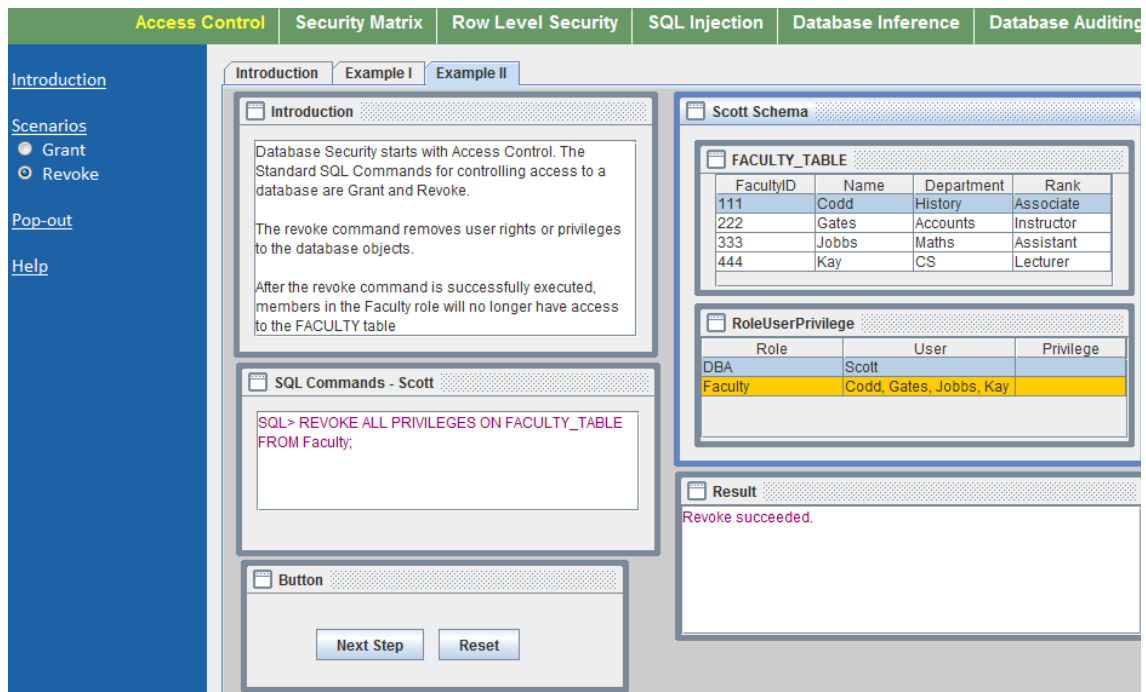 Access Control Security Matrix Row Level Security SQL Injection Database Inference Database Auditing
Introduction
Scenarios
Grant
Revoke
Pop-out
Help
Introduction Example I Example II
Introduction
Database Security starts with Access Control. The
Standard SQL Commands for controlling access to a
database are Grant and Revoke.
The revoke command removes user rights or privileges
to the database objects.
After the revoke command is successfully executed,
members in the Faculty role will no longer have access
to the FACULTY table
SQL Commands - Scott
SQL> REVOKE ALL PRIVILEGES ON FACULTY_TABLE
FROM Faculty;
Button
Next Step Reset
Scott Schema
FACULTY_TABLE
FacultyID Name Department Rank
111 Codd History Associate
222 Gates Accounts Instructor
333 Jobbs Maths Assistant
444 Kay CS Lecturer
RoleUserPrivilege
Role User Privilege
DBA Scott
Faculty Codd, Gates, Jobbs, Kay
Result
Revoke succeeded.